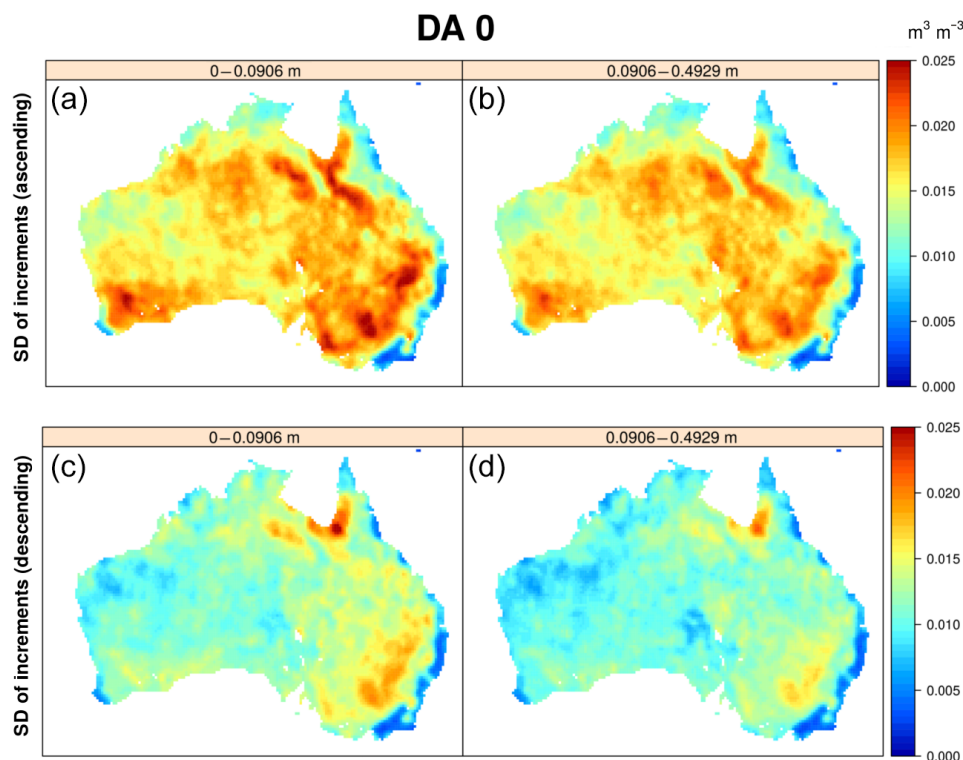 DA 0
m³ m⁻³
0−0.0906 m
0.0906−0.4929 m
(a)
(b)
SD of increments (ascending)
0.025
0.020
0.015
0.010
0.005
0.000
0−0.0906 m
0.0906−0.4929 m
(c)
(d)
SD of increments (descending)
0.025
0.020
0.015
0.010
0.005
0.000